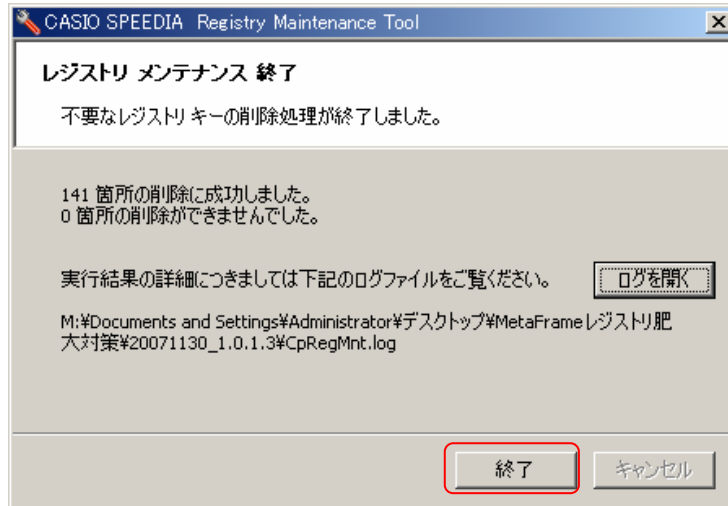 CASIO SPEEDIA Registry Maintenance Tool
レジストリ メンテナンス 終了
不要なレジストリ キーの削除処理が終了しました。
141 箇所の削除に成功しました。
0 箇所の削除ができませんでした。
実行結果の詳細につきましては下記のログファイルをご覧ください。
ログを開く
M:¥Documents and Settings¥Administrator¥デスクトップ¥MetaFrameレジストリ肥
大対策¥20071130_1.0.1.3¥CpRegMnt.log
終了
キャンセル